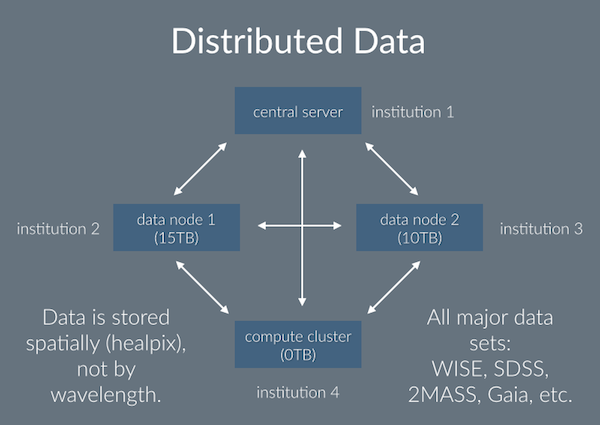 Distributed Data
central server
institution 1
institution 2
data node 1
(15TB)
data node 2
(10TB)
institution 3
Data is stored
spatially (healpix),
not by
wavelength.
compute cluster
(0TB)
institution 4
All major data
sets:
WISE, SDSS,
2MASS, Gaia, etc.